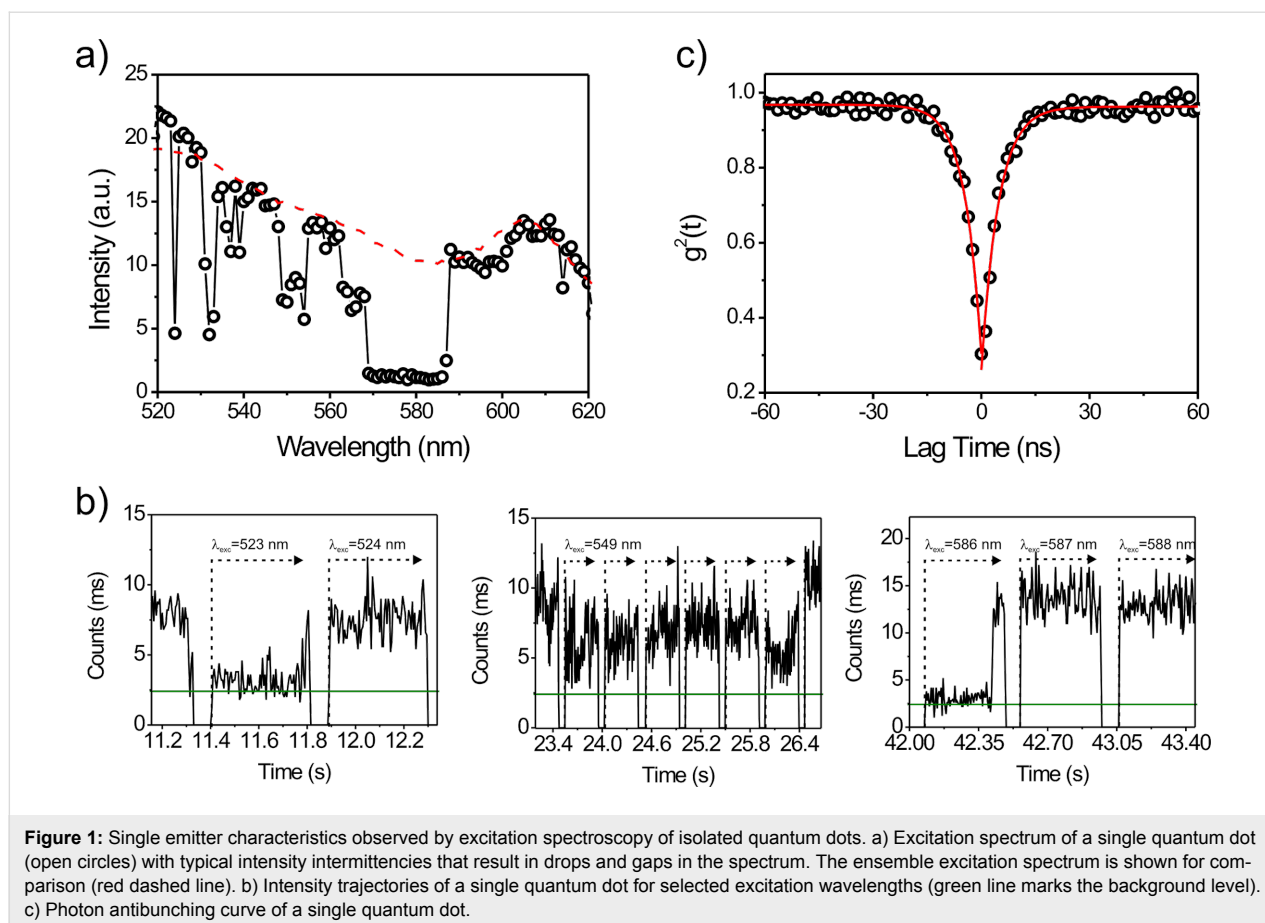 a)
25
20
15
10
5
0
Intensity (a.u.)
520 540 560 580 600 620
Wavelength (nm)
c)
1.0
0.8
0.6
0.4
0.2
g²(t)
-60 -30 0 30 60
Lag Time (ns)
b)
15
10
5
0
Counts (ms)
λexc=523 nm
λexc=524 nm
11.2 11.4 11.6 11.8 12.0 12.2
Time (s)
15
10
5
0
Counts (ms)
λexc=549 nm
23.4 24.0 24.6 25.2 25.8 26.4
Time (s)
20
15
10
5
0
Counts (ms)
λexc=586 nm
λexc=587 nm
λexc=588 nm
42.00 42.35 42.70 43.05 43.40
Time (s)
Figure 1: Single emitter characteristics observed by excitation spectroscopy of isolated quantum dots. a) Excitation spectrum of a single quantum dot
(open circles) with typical intensity intermittencies that result in drops and gaps in the spectrum. The ensemble excitation spectrum is shown for com-
parison (red dashed line). b) Intensity trajectories of a single quantum dot for selected excitation wavelengths (green line marks the background level).
c) Photon antibunching curve of a single quantum dot.